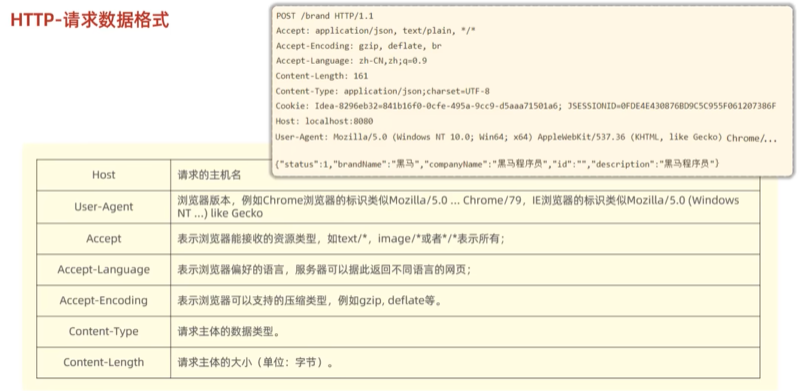 HTTP-请求数据格式
POST /brand HTTP/1.1
Accept: application/json, text/plain, */*
Accept-Encoding: gzip, deflate, br
Accept-Language: zh-CN,zh;q=0.9
Content-Length: 161
Content-Type: application/json;charset=UTF-8
Cookie: Idea-8296eb32=841b16f0-0cfe-495a-9cc9-d5aaa71501a6; JSESSIONID=0FDE4E430876BD9C5C955F061207386F
Host: localhost:8080
User-Agent: Mozilla/5.0 (Windows NT 10.0; Win64; x64) AppleWebKit/537.36 (KHTML, like Gecko) Chrome/...
{"status":1,"brandName":"黑马","companyName":"黑马程序员","id":"","description":"黑马程序员"}
Host 请求的主机名
User-Agent 浏览器版本，例如Chrome浏览器的标识类似Mozilla/5.0 ... Chrome/79，IE浏览器的标识类似Mozilla/5.0 (Windows
NT ...) like Gecko
Accept 表示浏览器能接收的资源类型，如text/*，image/*或者*/*表示所有；
Accept-Language 表示浏览器偏好的语言，服务器可以据此返回不同语言的网页；
Accept-Encoding 表示浏览器可以支持的压缩类型，例如gzip, deflate等。
Content-Type 请求主体的数据类型。
Content-Length 请求主体的大小（单位：字节）。